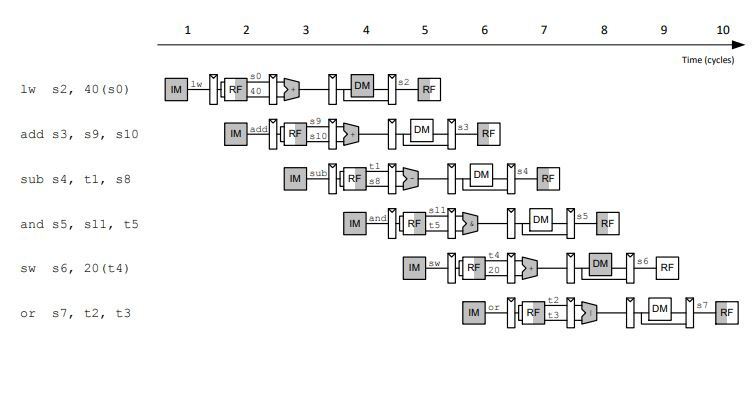 1 2 3 4 5 6 7 8 9 10
Time (cycles)
lw s2, 40(s0) IM lw RF s0 40 + DM s2 RF
add s3, s9, s10 IM add RF s9 s10 + DM s3 RF
sub s4, t1, s8 IM sub RF t1 s8 - DM s4 RF
and s5, s11, t5 IM and RF s11 t5 & DM s5 RF
sw s6, 20(t4) IM sw RF t4 20 + DM s6 RF
or s7, t2, t3 IM or RF t2 t3 | DM s7 RF